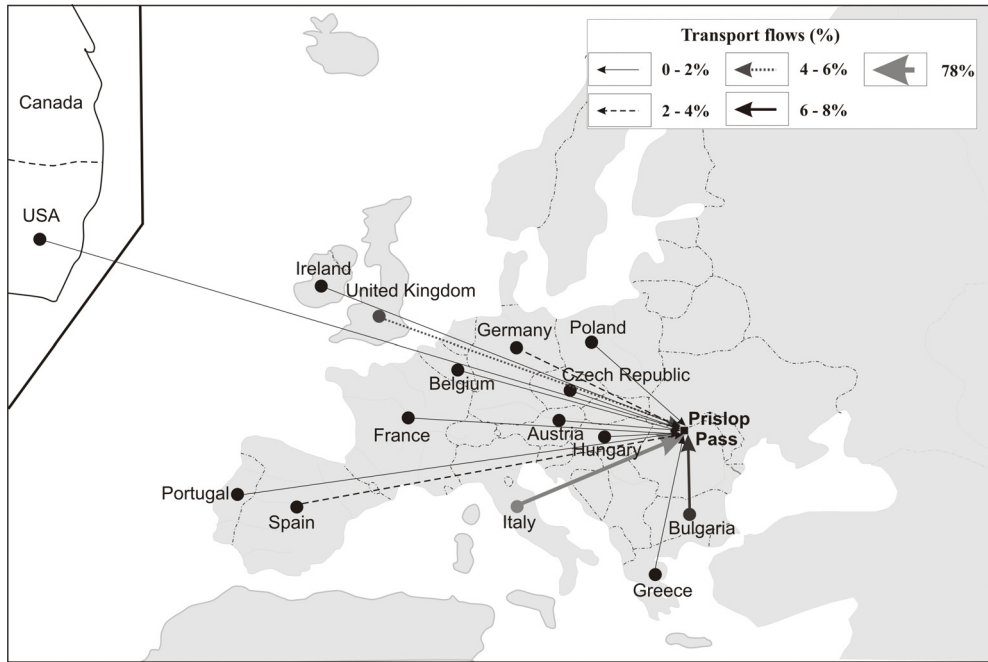 Transport flows (%)
0 - 2%
4 - 6%
78%
2 - 4%
6 - 8%
Canada
USA
Ireland
United Kingdom
Germany
Poland
Belgium
Czech Republic
France
Austria
Hungary
Prislop
Pass
Portugal
Spain
Italy
Bulgaria
Greece